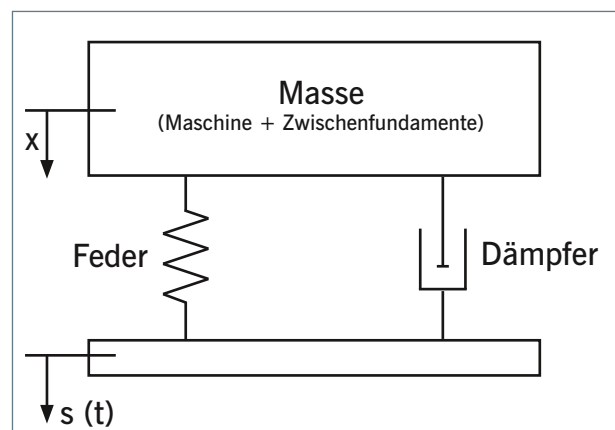 Masse
(Maschine + Zwischenfundamente)
x
Feder
Dämpfer
s (t)